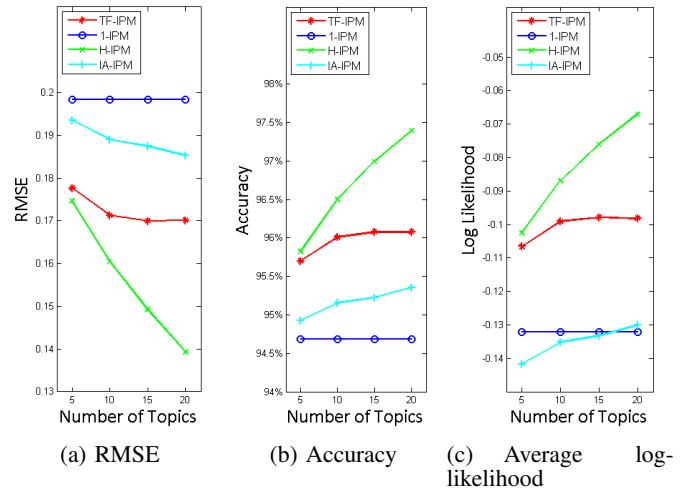 TF-IPM
1-IPM
H-IPM
IA-IPM
0.2
0.19
0.18
0.17
0.16
0.15
0.14
0.13
RMSE
5 10 15 20
Number of Topics
(a) RMSE
TF-IPM
1-IPM
H-IPM
IA-IPM
98%
97.5%
97%
96.5%
96%
95.5%
95%
94.5%
94%
Accuracy
5 10 15 20
Number of Topics
(b) Accuracy
TF-IPM
1-IPM
H-IPM
IA-IPM
-0.05
-0.06
-0.07
-0.08
-0.09
-0.1
-0.11
-0.12
-0.13
-0.14
Log Likelihood
5 10 15 20
Number of Topics
(c) Average log-
likelihood